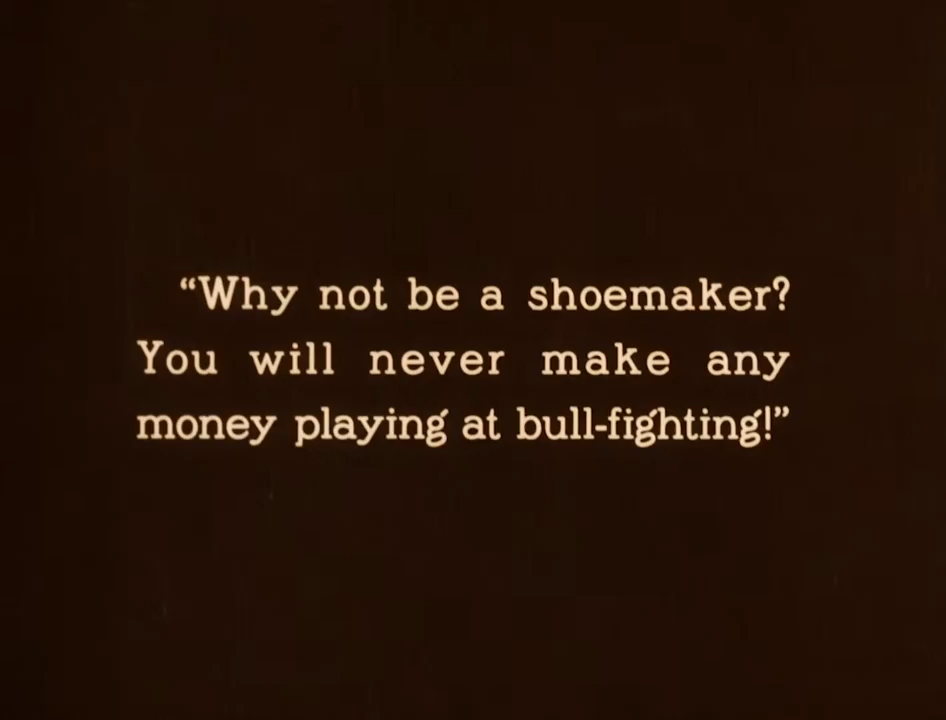 “Why not be a shoemaker?
You will never make any
money playing at bull-fighting!”